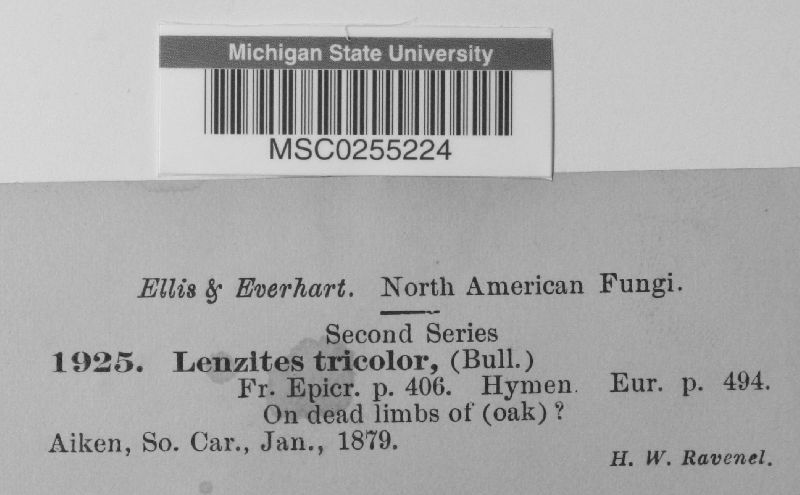 Michigan State University
MSC0255224
Ellis & Everhart. North American Fungi.
Second Series
1925. Lenzites tricolor, (Bull.)
Fr. Epicr. p. 406. Hymen. Eur. p. 494.
On dead limbs of (oak)?
Aiken, So. Car., Jan., 1879.
H. W. Ravenel.